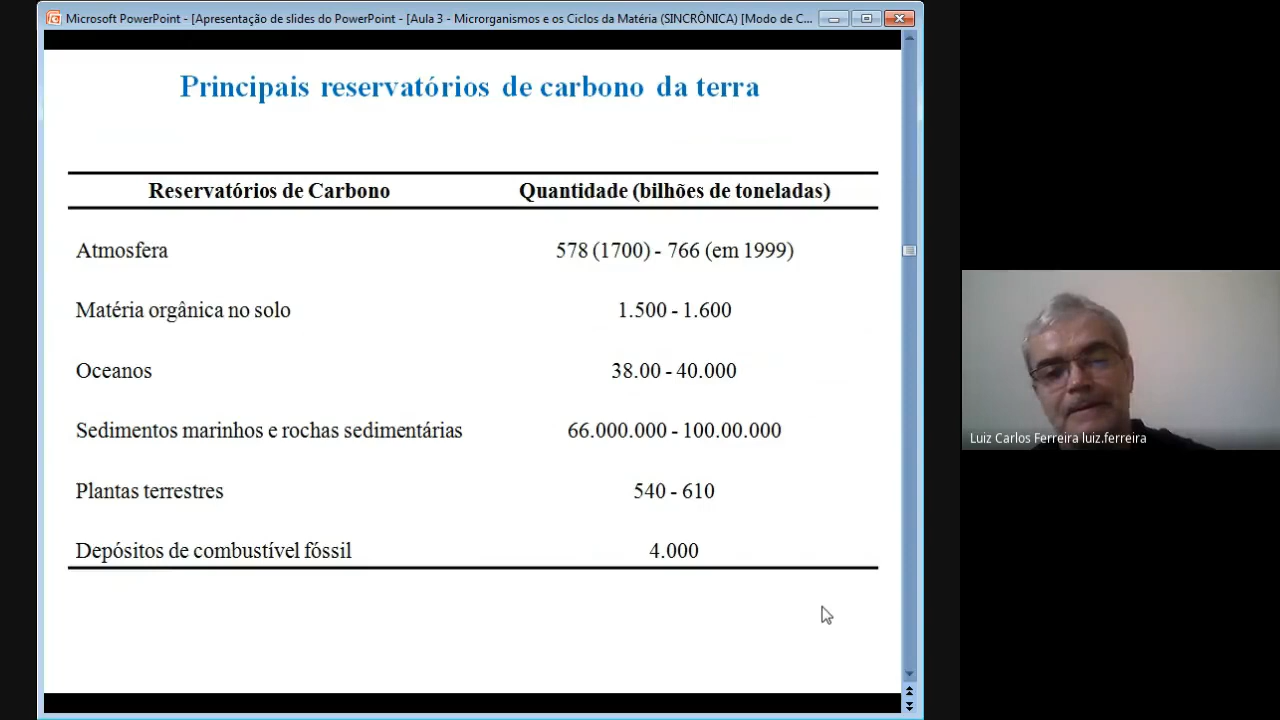 Microsoft PowerPoint - [Apresentação de slides do PowerPoint - [Aula 3 - Microrganismos e os Ciclos da Matéria (SINCRÔNICA) [Modo de C...
Principais reservatórios de carbono da terra
Reservatórios de Carbono Quantidade (bilhões de toneladas)
Atmosfera 578 (1700) - 766 (em 1999)
Matéria orgânica no solo 1.500 - 1.600
Oceanos 38.00 - 40.000
Sedimentos marinhos e rochas sedimentárias 66.000.000 - 100.00.000
Plantas terrestres 540 - 610
Depósitos de combustível fóssil 4.000
Luiz Carlos Ferreira luiz.ferreira